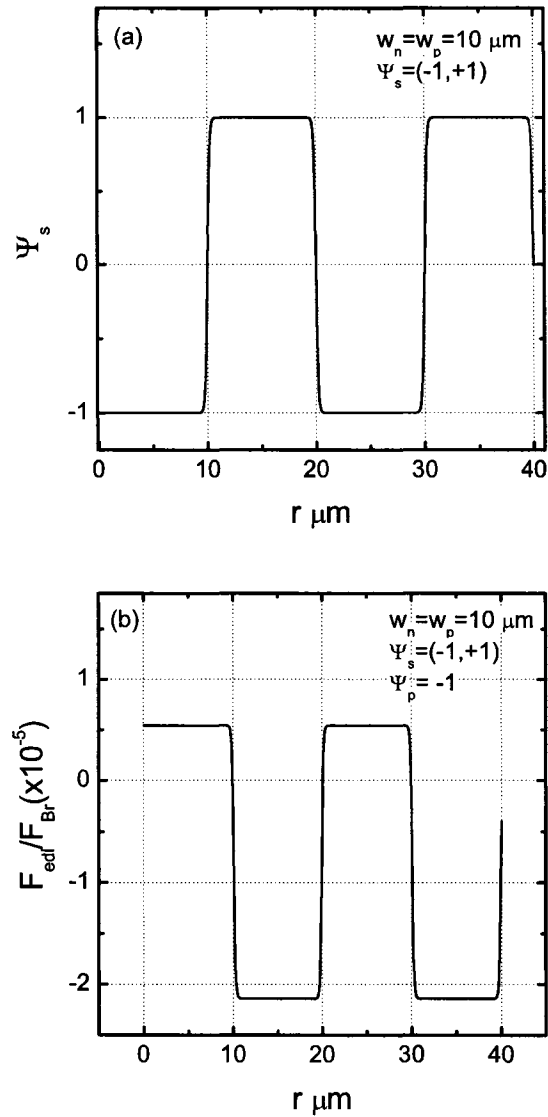 (a)
w_n=w_p=10 μm
Ψ_s=(-1,+1)
1
0
-1
Ψ_s
0 10 20 30 40
r μm
(b)
w_n=w_p=10 μm
Ψ_s=(-1,+1)
Ψ_p= -1
1
0
-1
-2
F_edl/F_Br(x10^-5)
0 10 20 30 40
r μm